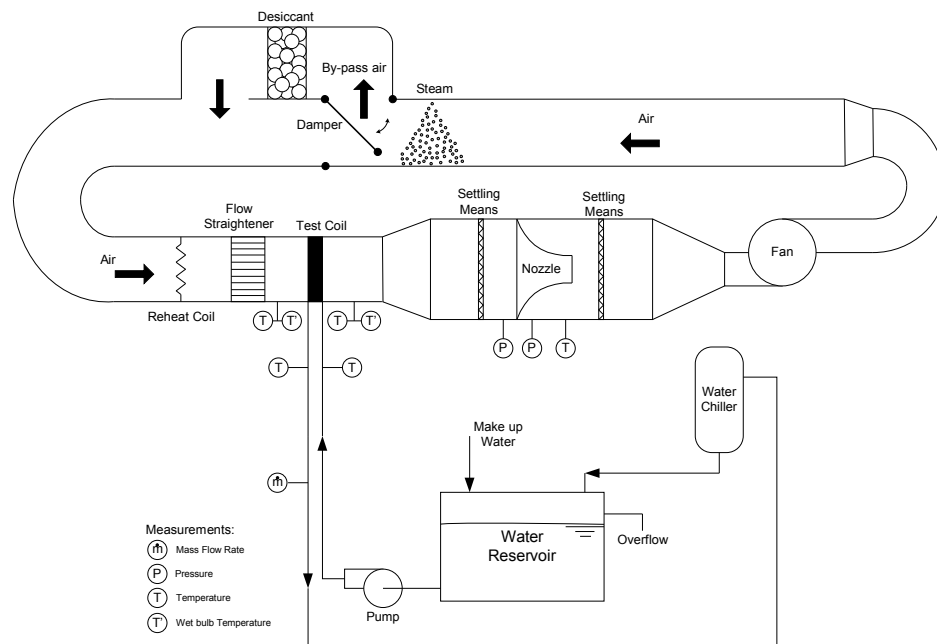 Desiccant
By-pass air
Steam
Damper
Air
Flow
Straightener
Test Coil
Settling
Means
Settling
Means
Air
Nozzle
Fan
Reheat Coil
T
T'
T
T'
P
P
T
T
T
Water
Chiller
Make up
Water
ṁ
Overflow
Water
Reservoir
Measurements:
ṁ Mass Flow Rate
P Pressure
T Temperature
T' Wet bulb Temperature
Pump